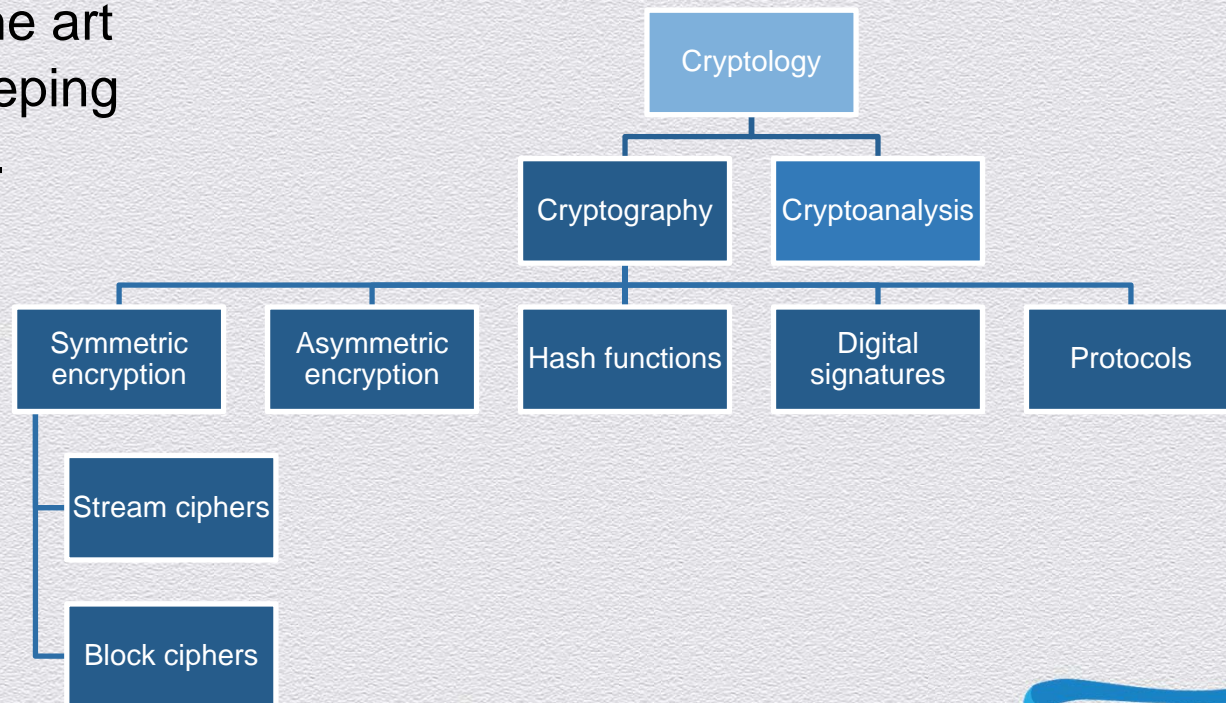 he art
eping
.
Cryptology
Cryptography
Cryptoanalysis
Symmetric
encryption
Asymmetric
encryption
Hash functions
Digital
signatures
Protocols
Stream ciphers
Block ciphers